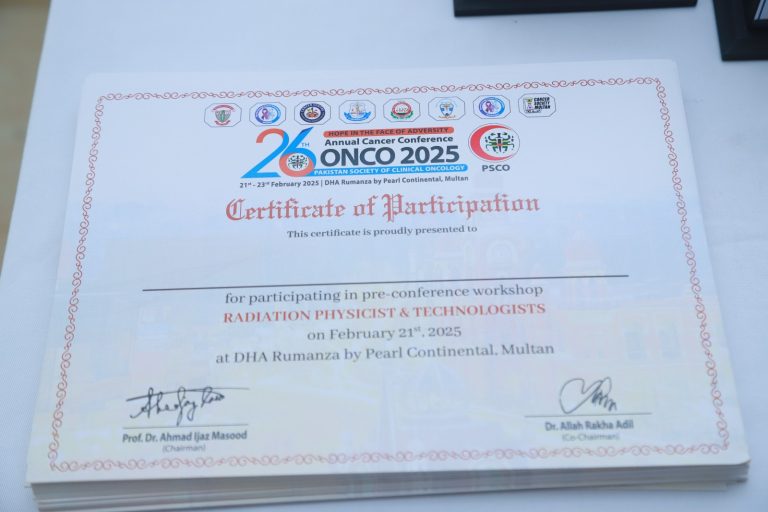 CANCER SOCIETY MULTAN
HOPE IN THE FACE OF ADVERSITY
26TH Annual Cancer Conference
ONCO 2025
PAKISTAN SOCIETY OF CLINICAL ONCOLOGY
PSCO
21st - 23rd February 2025 | DHA Rumanza by Pearl Continental, Multan
Certificate of Participation
This certificate is proudly presented to
for participating in pre-conference workshop
RADIATION PHYSICIST & TECHNOLOGISTS
on February 21st, 2025
at DHA Rumanza by Pearl Continental, Multan
Prof. Dr. Ahmad Ijaz Masood
(Chairman)
Dr. Allah Rakha Adil
(Co-Chairman)